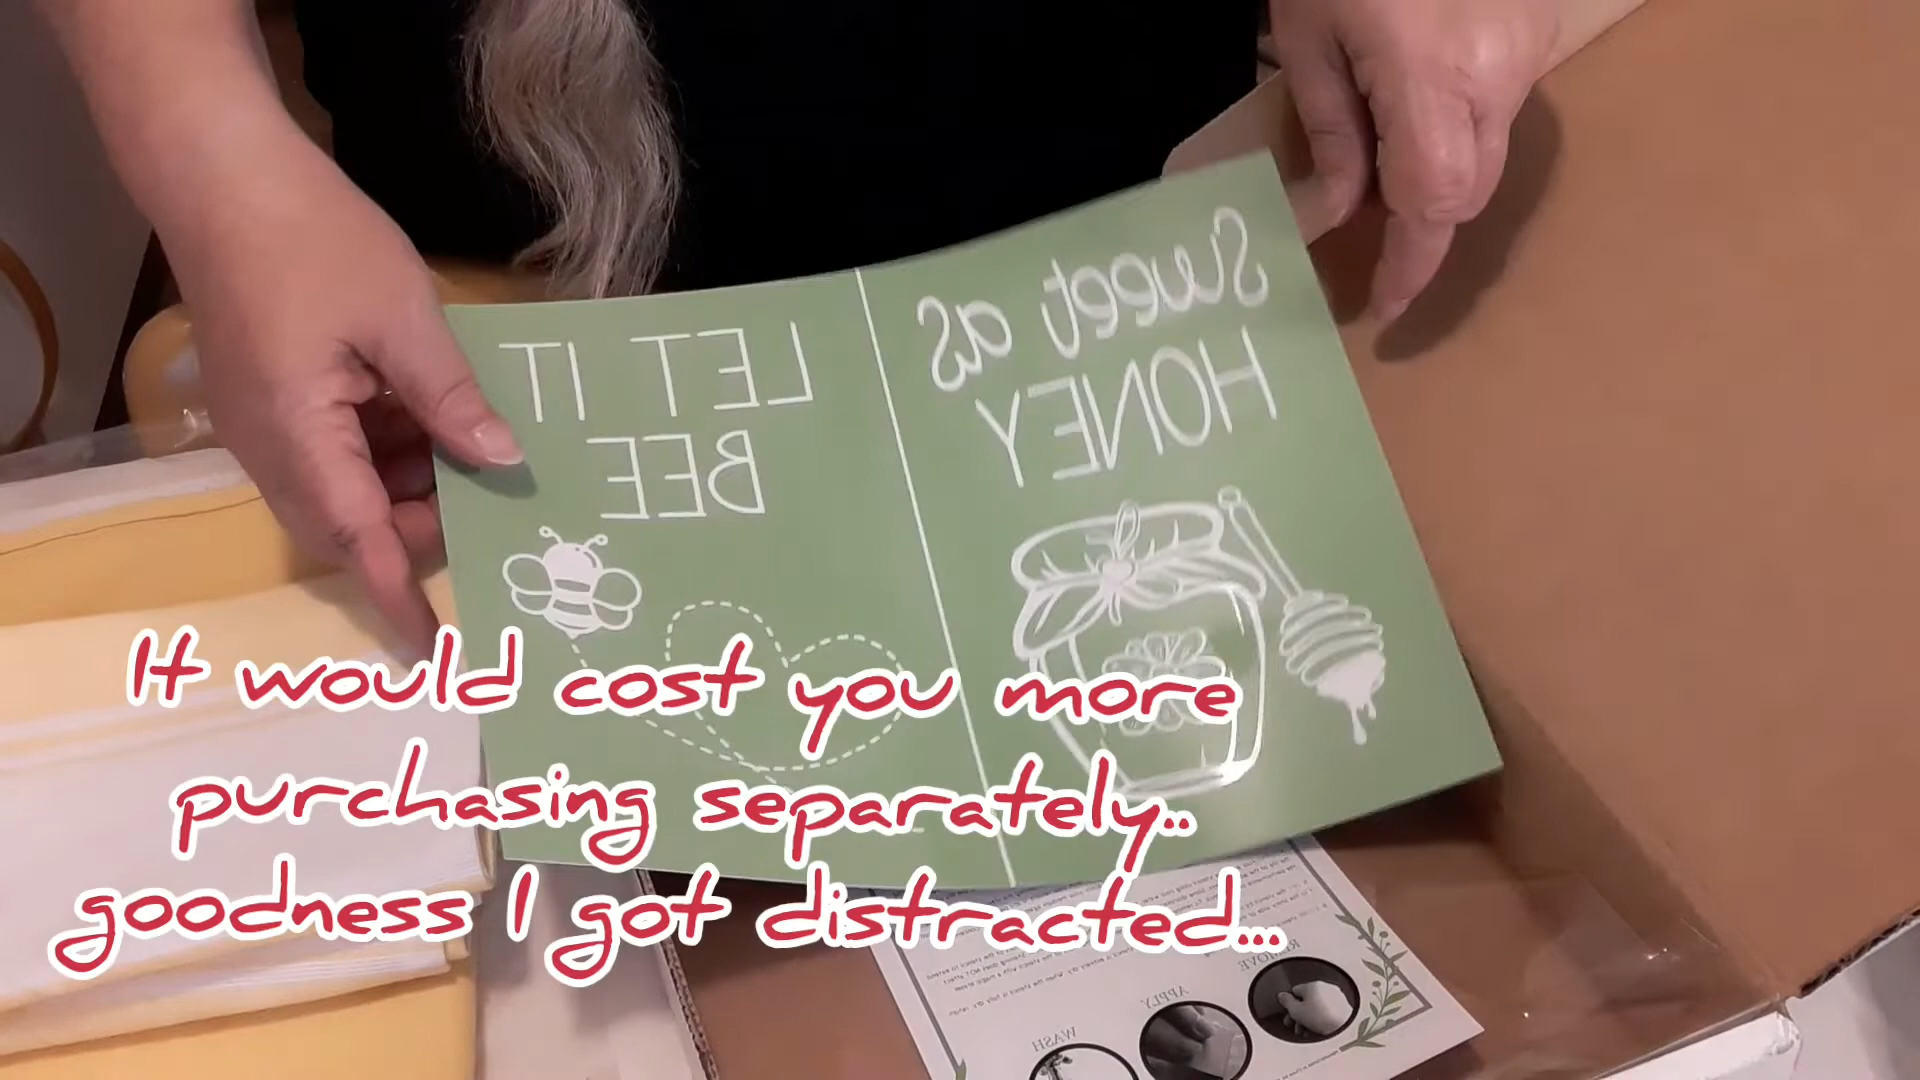 Sweet as
HONEY
LET IT
BEE
It would cost you more
purchasing separately..
goodness I got distracted...
REMOVE
APPLY
WASH